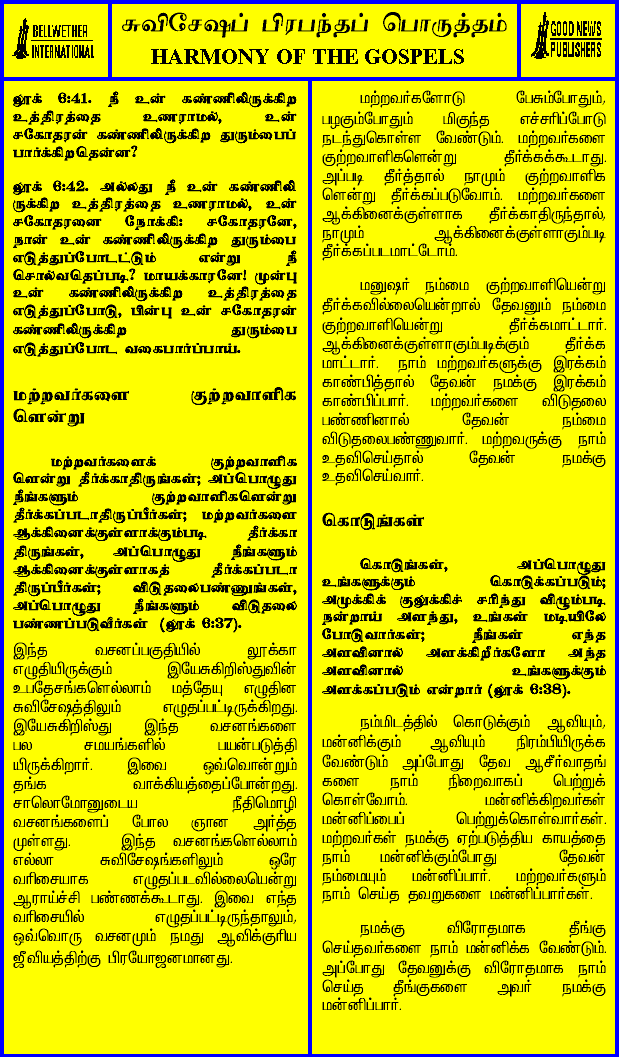 BELLWETHER
INTERNATIONAL
சுவிசேஷப் பிரபந்தப் பொருத்தம்
HARMONY OF THE GOSPELS
GOOD NEWS
PUBLISHERS
லூக் 6:41. நீ உன் கண்ணிலிருக்கிற
உத்திரத்தை உணராமல், உன்
சகோதரன் கண்ணிலிருக்கிற துரும்பைப்
பார்க்கிறதென்ன?
லூக் 6:42. அல்லது நீ உன் கண்ணிலி
ருக்கிற உத்திரத்தை உணராமல், உன்
சகோதரனை நோக்கி: சகோதரனே,
நான் உன் கண்ணிலிருக்கிற துரும்பை
எடுத்துப்போடட்டும் என்று நீ
சொல்வதெப்படி? மாயக்காரனே! முன்பு
உன் கண்ணிலிருக்கிற உத்திரத்தை
எடுத்துப்போடு, பின்பு உன் சகோதரன்
கண்ணிலிருக்கிற துரும்பை
எடுத்துப்போட வகைபார்ப்பாய்.
மற்றவர்களை குற்றவாளிக
ளென்று
மற்றவர்களைக் குற்றவாளிக
ளென்று தீர்க்காதிருங்கள்; அப்பொழுது
நீங்களும் குற்றவாளிகளென்று
தீர்க்கப்படாதிருப்பீர்கள்; மற்றவர்களை
ஆக்கினைக்குள்ளாக்கும்படி தீர்க்கா
திருங்கள், அப்பொழுது நீங்களும்
ஆக்கினைக்குள்ளாகத் தீர்க்கப்படா
திருப்பீர்கள்; விடுதலைபண்ணுங்கள்,
அப்பொழுது நீங்களும் விடுதலை
பண்ணப்படுவீர்கள் (லூக் 6:37).
இந்த வசனப்பகுதியில் லூக்கா
எழுதியிருக்கும் இயேசுகிறிஸ்துவின்
உபதேசங்களெல்லாம் மத்தேயு எழுதின
சுவிசேஷத்திலும் எழுதப்பட்டிருக்கிறது.
இயேசுகிறிஸ்து இந்த வசனங்களை
பல சமயங்களில் பயன்படுத்தி
யிருக்கிறார். இவை ஒவ்வொன்றும்
தங்க வாக்கியத்தைப்போன்றது.
சாலொமோனுடைய நீதிமொழி
வசனங்களைப் போல ஞான அர்த்த
முள்ளது. இந்த வசனங்களெல்லாம்
எல்லா சுவிசேஷங்களிலும் ஒரே
வரிசையாக எழுதப்படவில்லையென்று
ஆராய்ச்சி பண்ணக்கூடாது. இவை எந்த
வரிசையில் எழுதப்பட்டிருந்தாலும்,
ஒவ்வொரு வசனமும் நமது ஆவிக்குரிய
ஜீவியத்திற்கு பிரயோஜனமானது.
மற்றவர்களோடு பேசும்போதும்,
பழகும்போதும் மிகுந்த எச்சரிப்போடு
நடந்துகொள்ள வேண்டும். மற்றவர்களை
குற்றவாளிகளென்று தீர்க்கக்கூடாது.
அப்படி தீர்த்தால் நாமும் குற்றவாளிக
ளென்று தீர்க்கப்படுவோம். மற்றவர்களை
ஆக்கினைக்குள்ளாக தீர்க்காதிருந்தால்,
நாமும் ஆக்கினைக்குள்ளாகும்படி
தீர்க்கப்படமாட்டோம்.
மனுஷர் நம்மை குற்றவாளியென்று
தீர்க்கவில்லையென்றால் தேவனும் நம்மை
குற்றவாளியென்று தீர்க்கமாட்டார்.
ஆக்கினைக்குள்ளாகும்படிக்கும் தீர்க்க
மாட்டார். நாம் மற்றவர்களுக்கு இரக்கம்
காண்பித்தால் தேவன் நமக்கு இரக்கம்
காண்பிப்பார். மற்றவர்களை விடுதலை
பண்ணினால் தேவன் நம்மை
விடுதலைபண்ணுவார். மற்றவருக்கு நாம்
உதவிசெய்தால் தேவன் நமக்கு
உதவிசெய்வார்.
கொடுங்கள்
கொடுங்கள், அப்பொழுது
உங்களுக்கும் கொடுக்கப்படும்;
அமுக்கிக் குலுக்கிச் சரிந்து விழும்படி
நன்றாய் அளந்து, உங்கள் மடியிலே
போடுவார்கள்; நீங்கள் எந்த
அளவினால் அளக்கிறீர்களோ அந்த
அளவினால் உங்களுக்கும்
அளக்கப்படும் என்றார் (லூக் 6:38).
நம்மிடத்தில் கொடுக்கும் ஆவியும்,
மன்னிக்கும் ஆவியும் நிரம்பியிருக்க
வேண்டும் அப்போது தேவ ஆசீர்வாதங்
களை நாம் நிறைவாகப் பெற்றுக்
கொள்வோம். மன்னிக்கிறவர்கள்
மன்னிப்பைப் பெற்றுக்கொள்வார்கள்.
மற்றவர்கள் நமக்கு ஏற்படுத்திய காயத்தை
நாம் மன்னிக்கும்போது தேவன்
நம்மையும் மன்னிப்பார். மற்றவர்களும்
நாம் செய்த தவறுகளை மன்னிப்பார்கள்.
நமக்கு விரோதமாக தீங்கு
செய்தவர்களை நாம் மன்னிக்க வேண்டும்.
அப்போது தேவனுக்கு விரோதமாக நாம்
செய்த தீங்குகளை அவர் நமக்கு
மன்னிப்பார்.